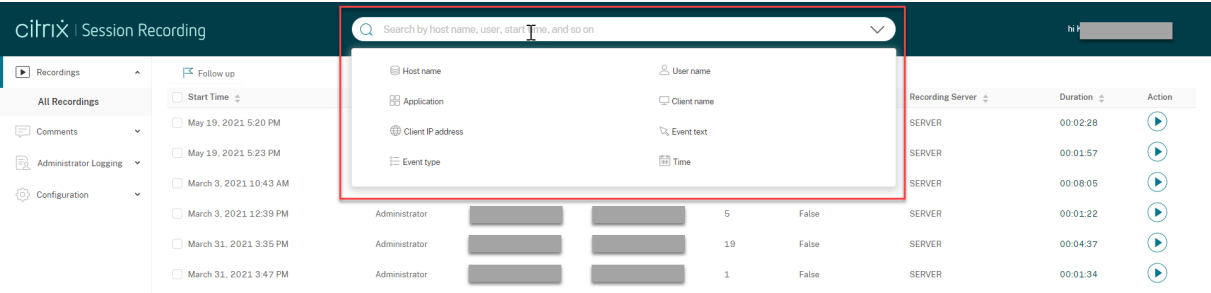 citrix | Session Recording
Search by host name, user, start time, and so on
hi
Recordings
Follow up
Host name
User name
All Recordings
Start Time
Application
Client name
Recording Server
Duration
Action
Comments
May 19, 2021 5:20 PM
Client IP address
Event text
SERVER
00:02:28
Administrator Logging
May 19, 2021 5:23 PM
Event type
Time
SERVER
00:01:57
Configuration
March 3, 2021 10:43 AM
SERVER
00:08:05
March 3, 2021 12:39 PM
Administrator
5
False
SERVER
00:01:22
March 31, 2021 3:35 PM
Administrator
19
False
SERVER
00:04:37
March 31, 2021 3:47 PM
Administrator
1
False
SERVER
00:01:34